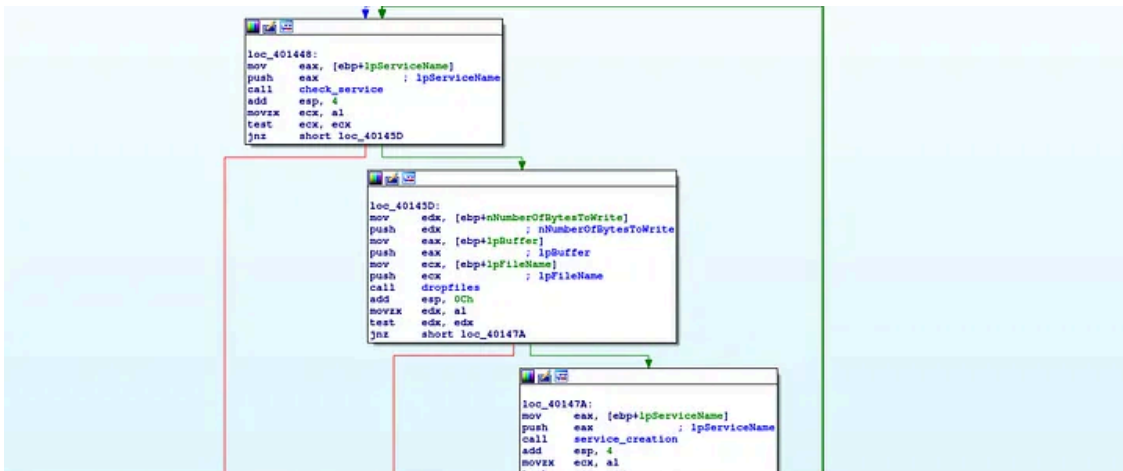 loc_401448:
mov eax, [ebp+lpServiceName]
push eax ; lpServiceName
call check_service
add esp, 4
movzx ecx, al
test ecx, ecx
jnz short loc_40145D
loc_40145D:
mov edx, [ebp+nNumberOfBytesToWrite]
push edx ; nNumberOfBytesToWrite
mov eax, [ebp+lpBuffer]
push eax ; lpBuffer
mov ecx, [ebp+lpFileName]
push ecx ; lpFileName
call dropfiles
add esp, 0Ch
movzx edx, al
test edx, edx
jnz short loc_40147A
loc_40147A:
mov eax, [ebp+lpServiceName]
push eax ; lpServiceName
call service_creation
add esp, 4
movzx ecx, al